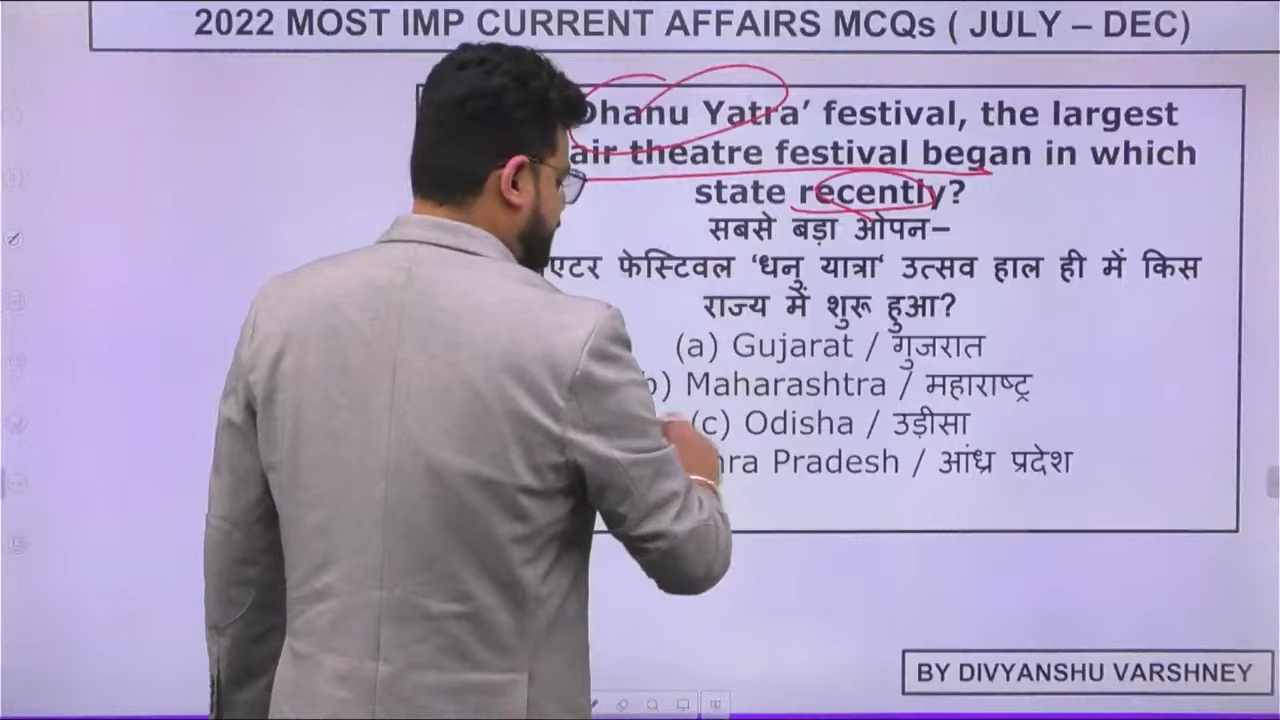 2022 MOST IMP CURRENT AFFAIRS MCQs ( JULY – DEC)
Dhanu Yatra’ festival, the largest
air theatre festival began in which
state recently?
सबसे बड़ा ओपन–
फेस्टिवल ‘धनु यात्रा‘ उत्सव हाल ही में किस
राज्य में शुरू हुआ?
(a) Gujarat / गुजरात
b) Maharashtra / महाराष्ट्र
(c) Odisha / उड़ीसा
Pradesh / आंध्र प्रदेश
BY DIVYANSHU VARSHNEY